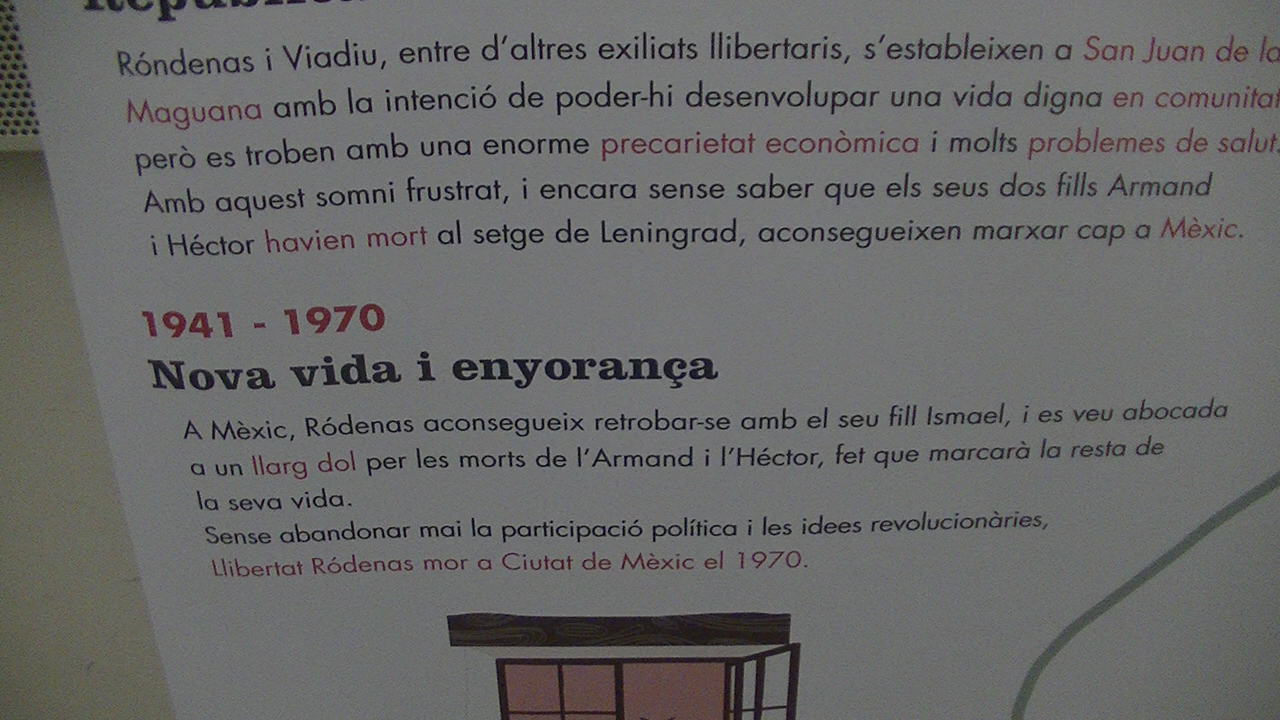 Róndenas i Viadiu, entre d'altres exiliats llibertaris, s'estableixen a San Juan de la
Maguana amb la intenció de poder-hi desenvolupar una vida digna en comunitat
però es troben amb una enorme precarietat econòmica i molts problemes de salut.
Amb aquest somni frustrat, i encara sense saber que els seus dos fills Armand
i Héctor havien mort al setge de Leningrad, aconsegueixen marxar cap a Mèxic.
1941 - 1970
Nova vida i enyorança
A Mèxic, Ródenas aconsegueix retrobar-se amb el seu fill Ismael, i es veu abocada
a un llarg dol per les morts de l'Armand i l'Héctor, fet que marcarà la resta de
la seva vida.
Sense abandonar mai la participació política i les idees revolucionàries,
Llibertat Ródenas mor a Ciutat de Mèxic el 1970.